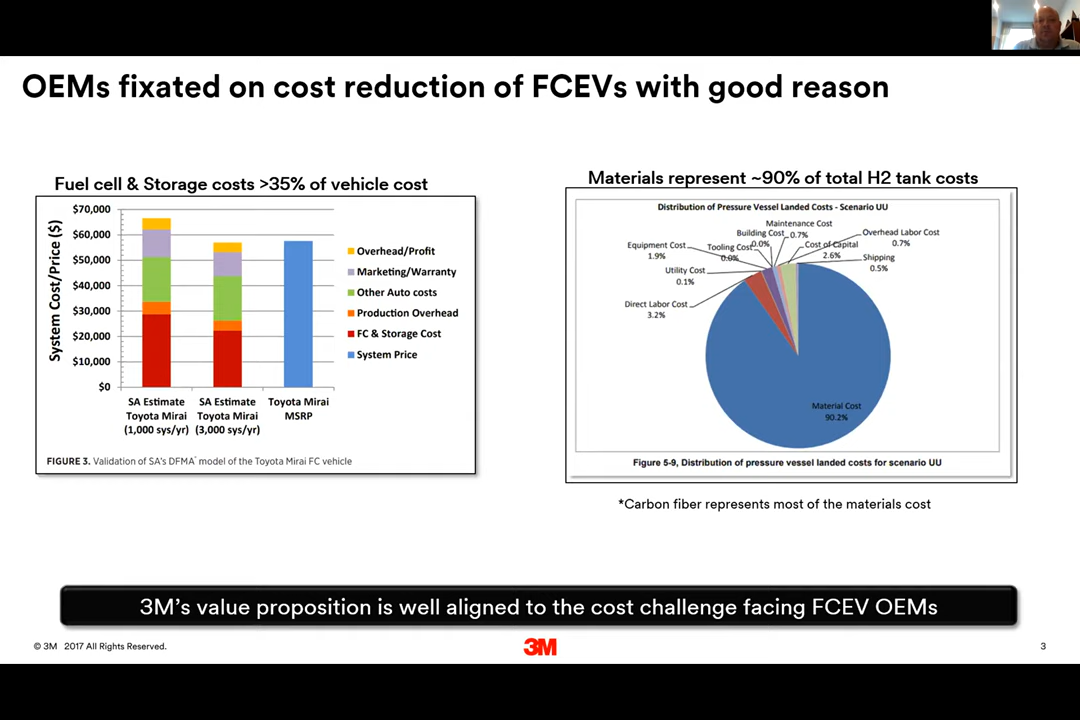 OEMs fixated on cost reduction of FCEVs with good reason
Fuel cell & Storage costs >35% of vehicle cost
System Cost/Price ($)
$70,000
$60,000
$50,000
$40,000
$30,000
$20,000
$10,000
$0
SA Estimate
Toyota Mirai
(1,000 sys/yr)
SA Estimate
Toyota Mirai
(3,000 sys/yr)
Toyota Mirai
MSRP
Overhead/Profit
Marketing/Warranty
Other Auto costs
Production Overhead
FC & Storage Cost
System Price
FIGURE 3. Validation of SA's DFMA® model of the Toyota Mirai FC vehicle
Materials represent ~90% of total H2 tank costs
Distribution of Pressure Vessel Landed Costs - Scenario UU
Maintenance Cost
0.7%
Building Cost
0.0%
Overhead Labor Cost
0.7%
Equipment Cost
1.9%
Tooling Cost
0.0%
Cost of Capital
2.6%
Shipping
0.5%
Utility Cost
0.1%
Direct Labor Cost
3.2%
Material Cost
90.2%
Figure 5-9, Distribution of pressure vessel landed costs for scenario UU
*Carbon fiber represents most of the materials cost
3M's value proposition is well aligned to the cost challenge facing FCEV OEMs
© 3M 2017 All Rights Reserved.
3M
3